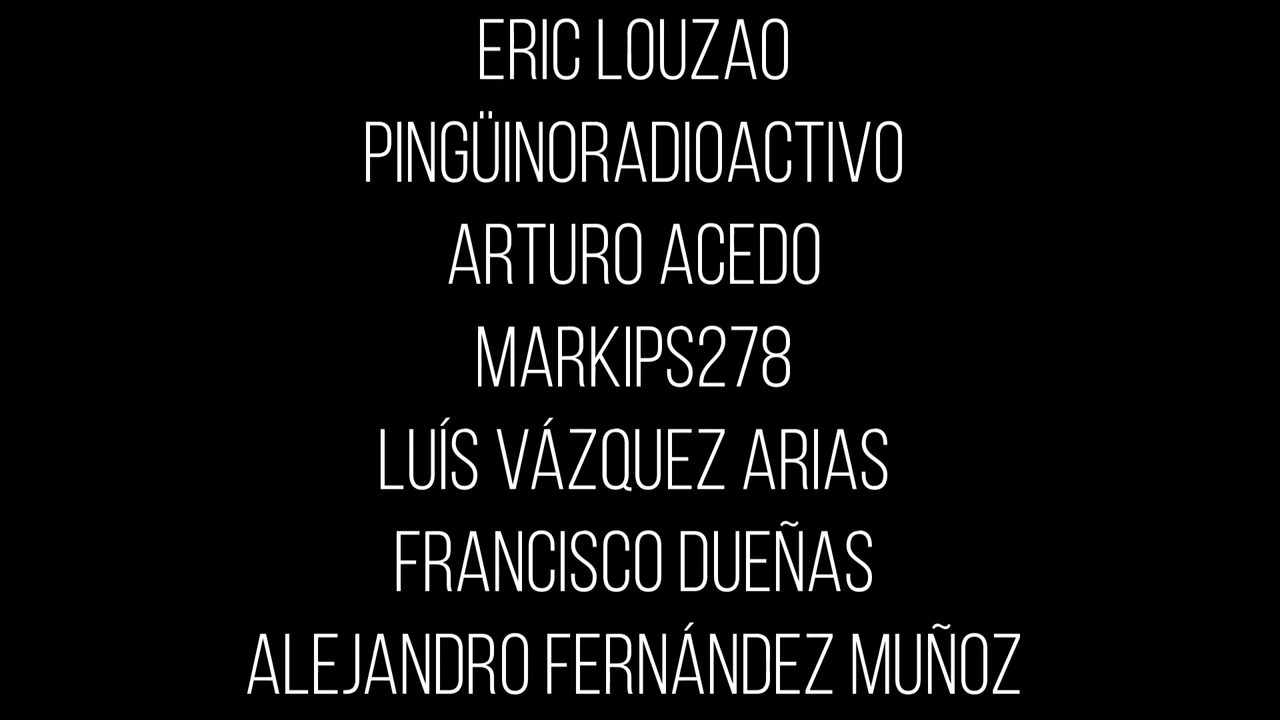 ERIC LOUZAO
PINGÜINORADIOACTIVO
ARTURO ACEDO
MARKIPS278
LUÍS VÁZQUEZ ARIAS
FRANCISCO DUEÑAS
ALEJANDRO FERNÁNDEZ MUÑOZ